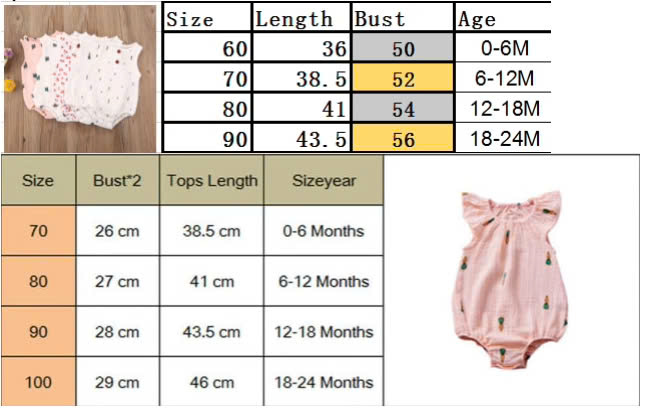 Size Length Bust Age
60 36 50 0-6M
70 38.5 52 6-12M
80 41 54 12-18M
90 43.5 56 18-24M
Size Bust*2 Tops Length Sizeyear
70 26 cm 38.5 cm 0-6 Months
80 27 cm 41 cm 6-12 Months
90 28 cm 43.5 cm 12-18 Months
100 29 cm 46 cm 18-24 Months